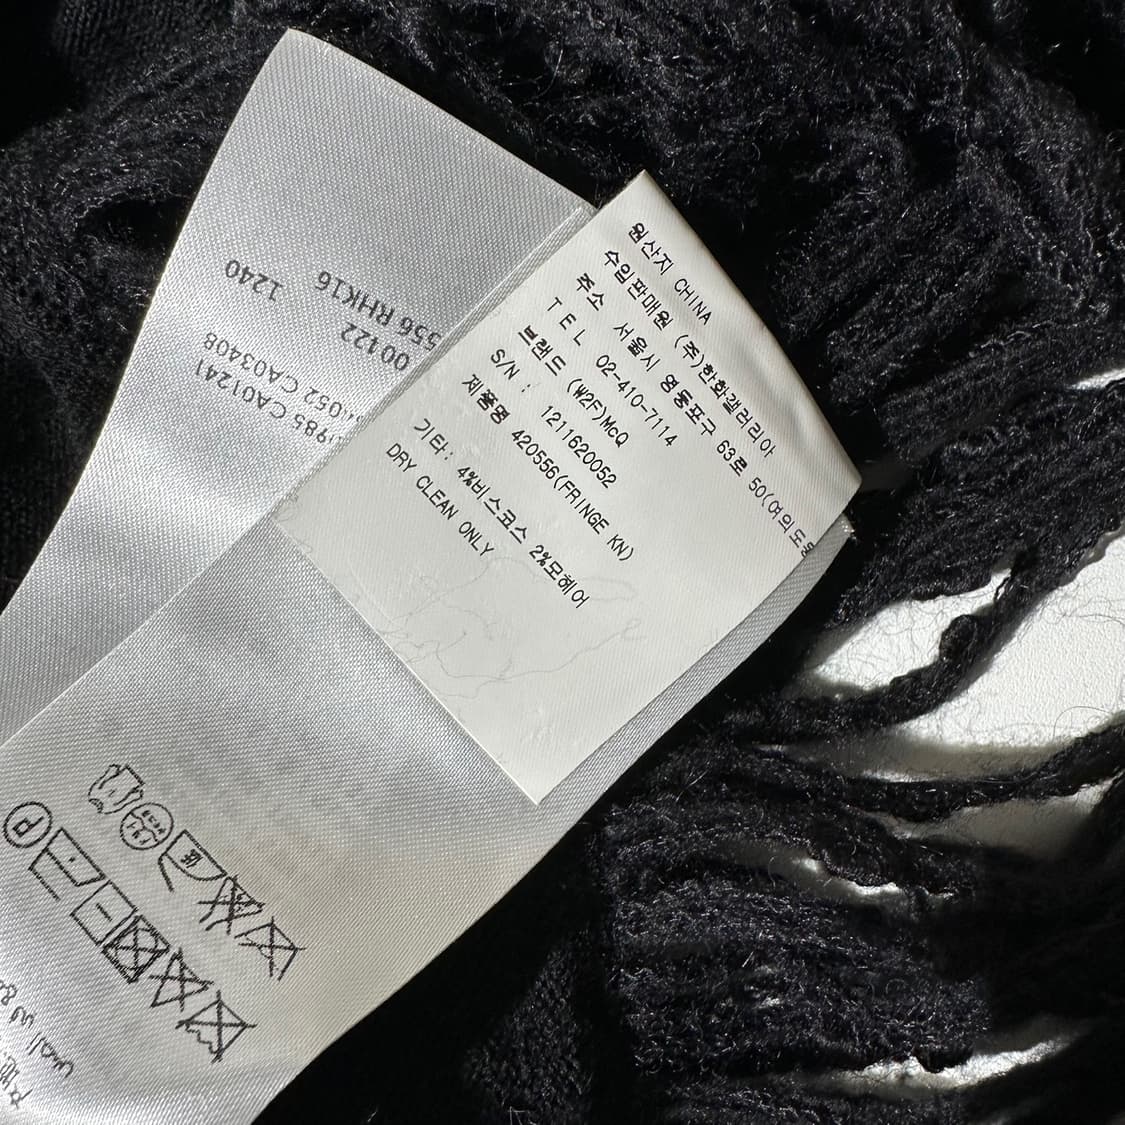 원산지 CHINA
수입판매원 (주)한화갤러리아
주소 서울시 영등포구 63로 50(여의도동
TEL 02-410-7114
브랜드 (W2F)McQ
S/N : 1211620052
제품명 420556(FRINGE KN)
기타: 4%비스코스 2%모헤어
DRY CLEAN ONLY
1240
556 RHK16
00122
052 CA03408
985 CA01241
P